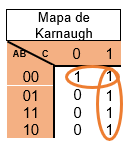 Mapa de
Karnaugh
AB C 0 1
00 1 1
01 0 1
11 0 1
10 0 1